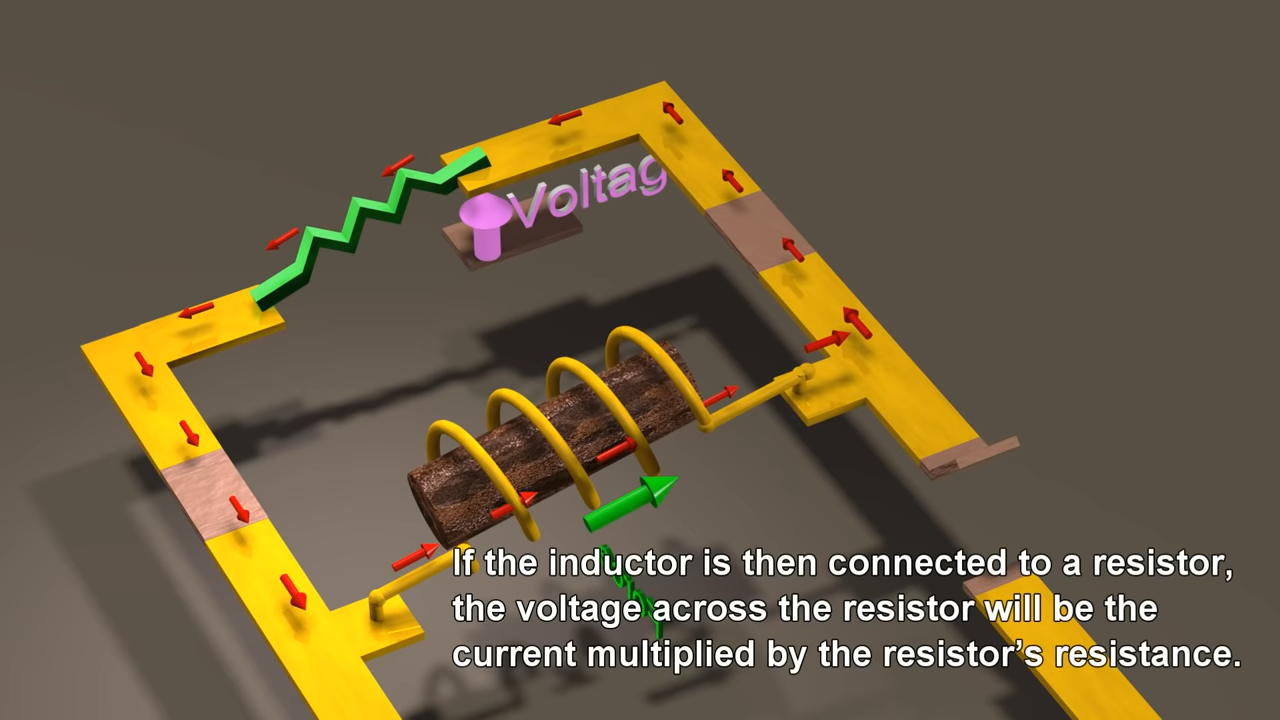 Voltag
If the inductor is then connected to a resistor,
the voltage across the resistor will be the
current multiplied by the resistor’s resistance.